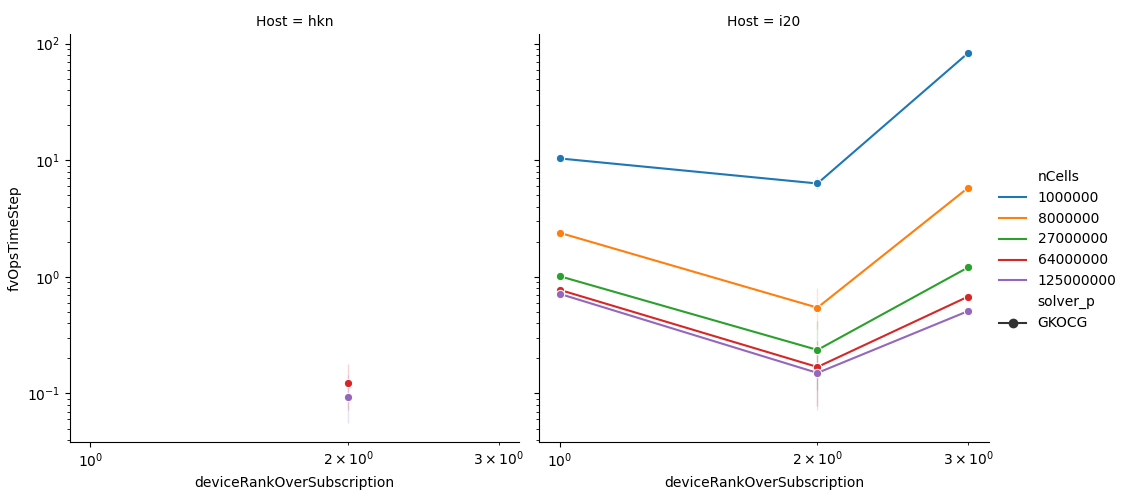 Host = hkn
Host = i20
fvOpsTimeStep
10²
10¹
10⁰
10⁻¹
10⁰
2 × 10⁰
3 × 10⁰
deviceRankOverSubscription
10⁰
2 × 10⁰
3 × 10⁰
deviceRankOverSubscription
nCells
1000000
8000000
27000000
64000000
125000000
solver_p
GKOCG